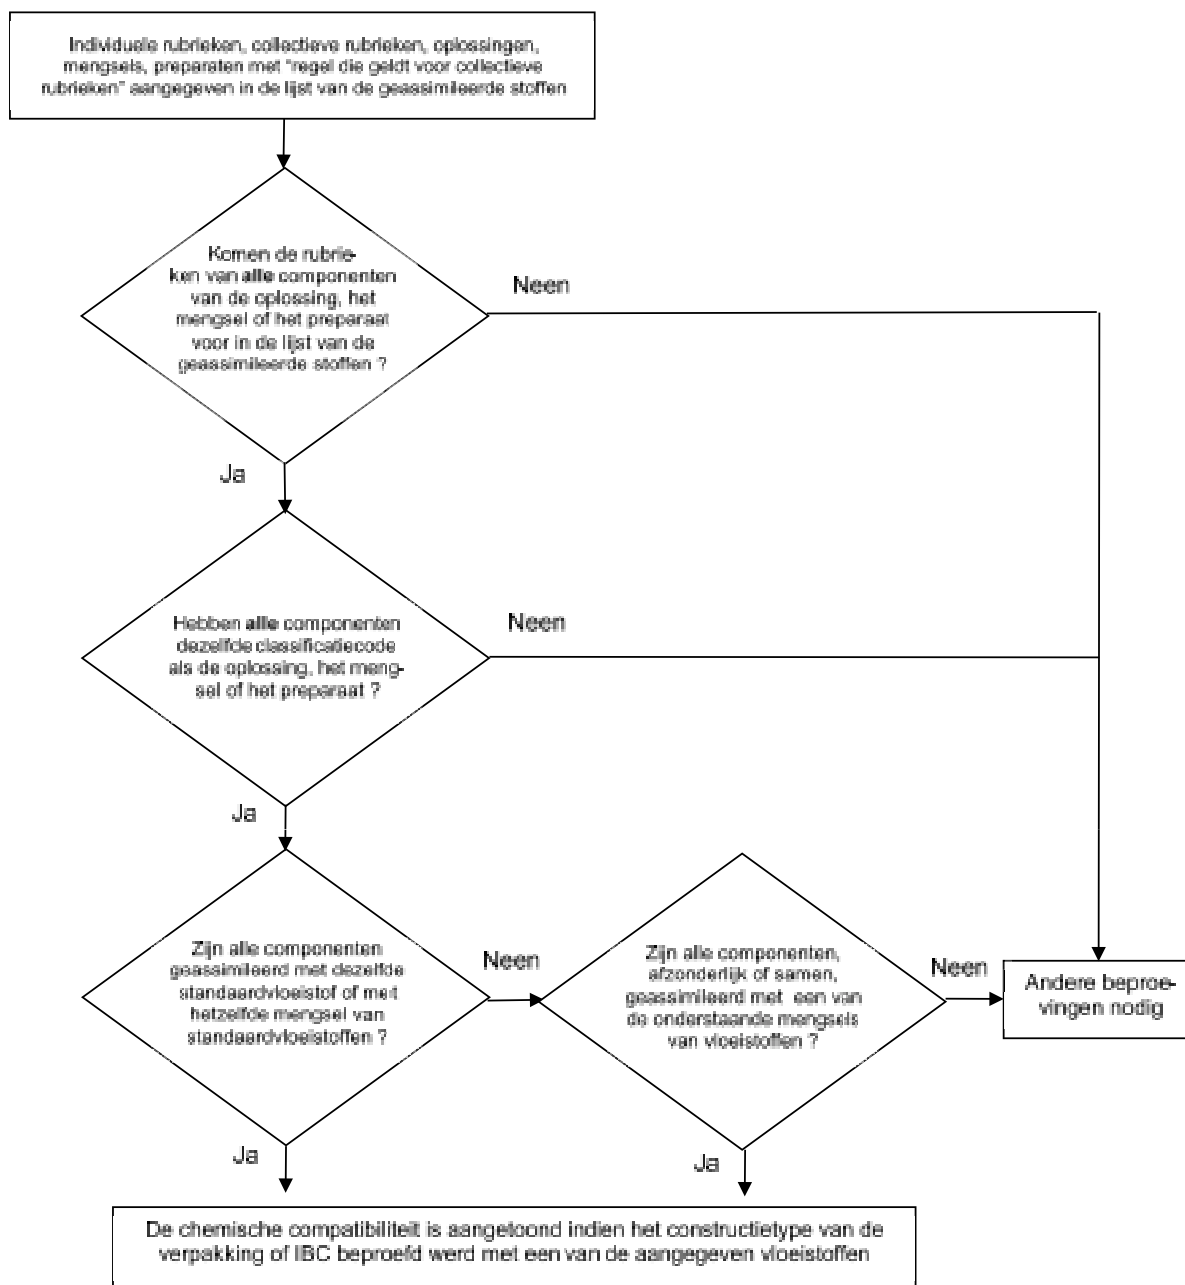 Individuele rubrieken, collectieve rubrieken, oplossingen,
mengsels, preparaten met "regel die geldt voor collectieve
rubrieken" aangegeven in de lijst van de geassimileerde stoffen
Komen de rubrie-
ken van alle componenten
van de oplossing, het
mengsel of het preparaat
voor in de lijst van de
geassimileerde stoffen ?
Neen
Ja
Hebben alle componenten
dezelfde classificatiecode
als de oplossing, het meng-
sel of het preparaat ?
Neen
Ja
Zijn alle componenten
geassimileerd met dezelfde
standaardvloeistof of met
hetzelfde mengsel van
standaardvloeistoffen ?
Neen
Zijn alle componenten,
afzonderlijk of samen,
geassimileerd met een van
de onderstaande mengsels
van vloeistoffen ?
Neen
Andere beproe-
vingen nodig
Ja
Ja
De chemische compatibiliteit is aangetoond indien het constructietype van de
verpakking of IBC beproefd werd met een van de aangegeven vloeistoffen